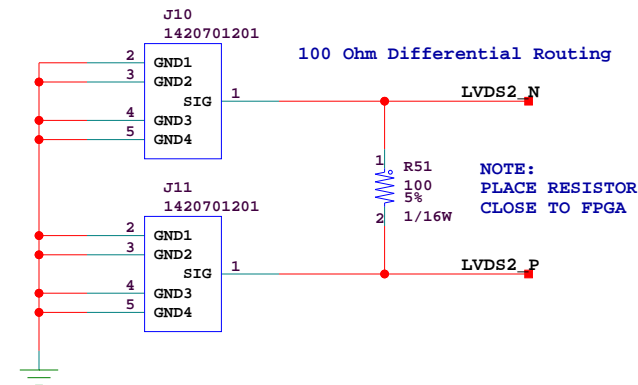 J10
1420701201
100 Ohm Differential Routing
2 GND1
3 GND2
SIG 1
LVDS2_N
4 GND3
5 GND4
1 R51
100
5%
2 1/16W
NOTE:
PLACE RESISTOR
CLOSE TO FPGA
J11
1420701201
2 GND1
3 GND2
SIG 1
LVDS2_P
4 GND3
5 GND4